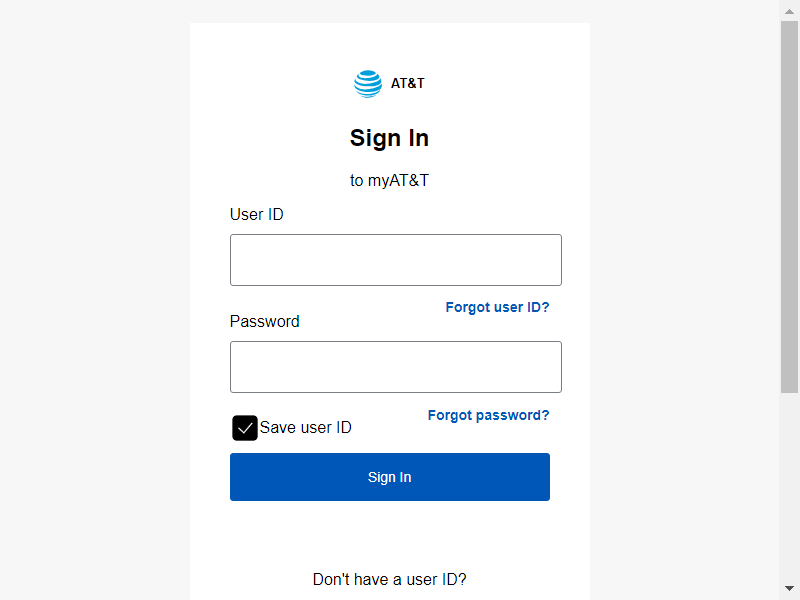 AT&T
Sign In
to myAT&T
User ID
Forgot user ID?
Password
Forgot password?
Save user ID
Sign In
Don't have a user ID?